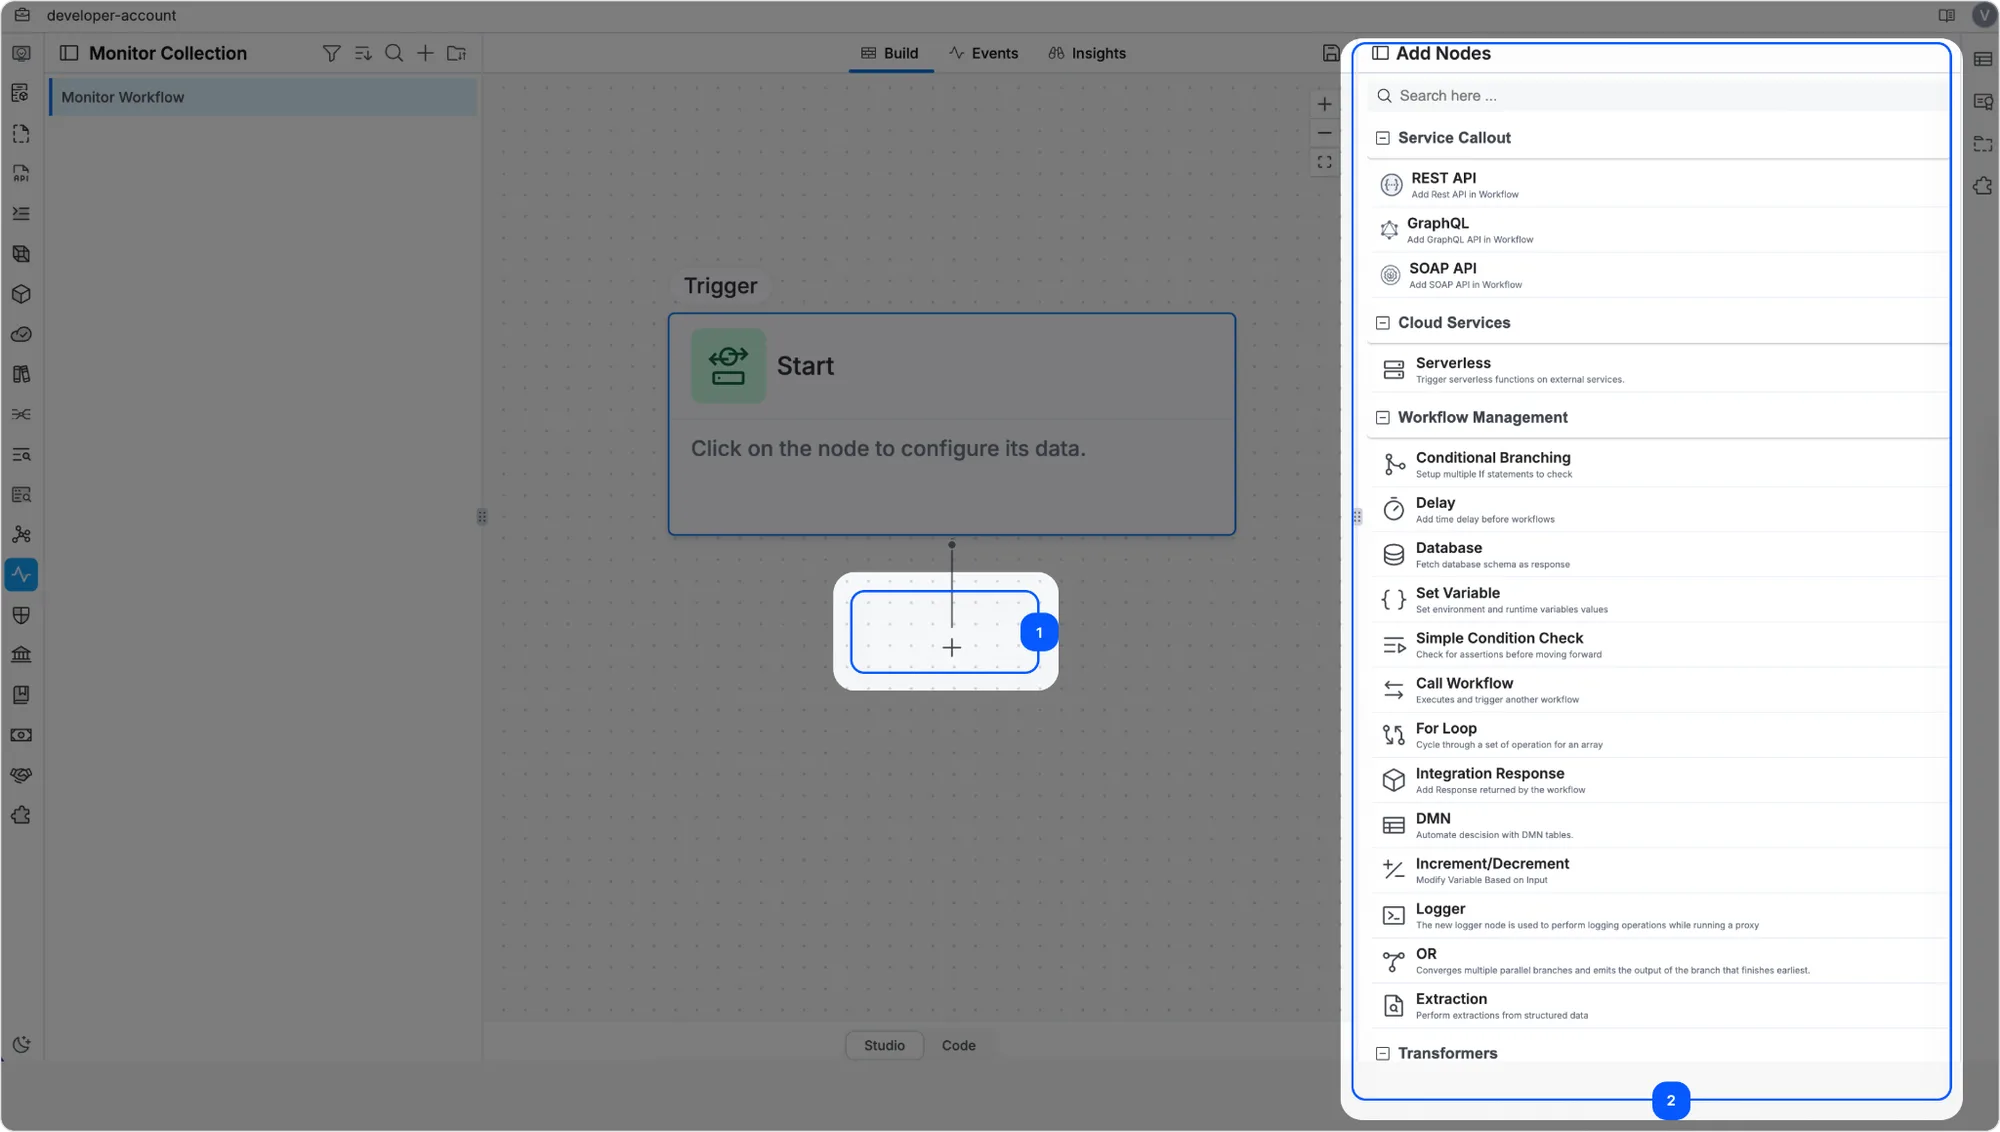 developer-account
V
Monitor Collection
Build
Events
Insights
Add Nodes
API
Monitor Workflow
Search here ...
Service Callout
REST API
Add Rest API in Workflow
GraphQL
Add GraphQL API in Workflow
SOAP API
Add SOAP API in Workflow
Trigger
Start
Click on the node to configure its data.
1
Cloud Services
Serverless
Trigger serverless functions on external services.
Workflow Management
Conditional Branching
Setup multiple If statements to check
Delay
Add time delay before workflows
Database
Fetch database schema as response
Set Variable
Set environment and runtime variables values
Simple Condition Check
Check for assertions before moving forward
Call Workflow
Executes and trigger another workflow
For Loop
Cycle through a set of operation for an array
Integration Response
Add Response returned by the workflow
DMN
Automate descision with DMN tables.
Increment/Decrement
Modify Variable Based on Input
Logger
The new logger node is used to perform logging operations while running a proxy
OR
Converges multiple parallel branches and emits the output of the branch that finishes earliest.
Extraction
Perform extractions from structured data
Transformers
Studio
Code
2